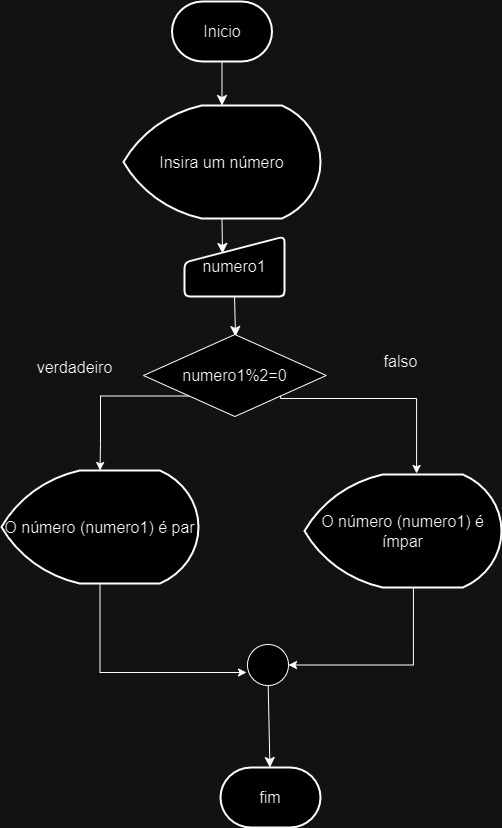 Inicio
Insira um número
numero1
numero1%2=0
verdadeiro
falso
O número (numero1) é par
O número (numero1) é
ímpar
fim